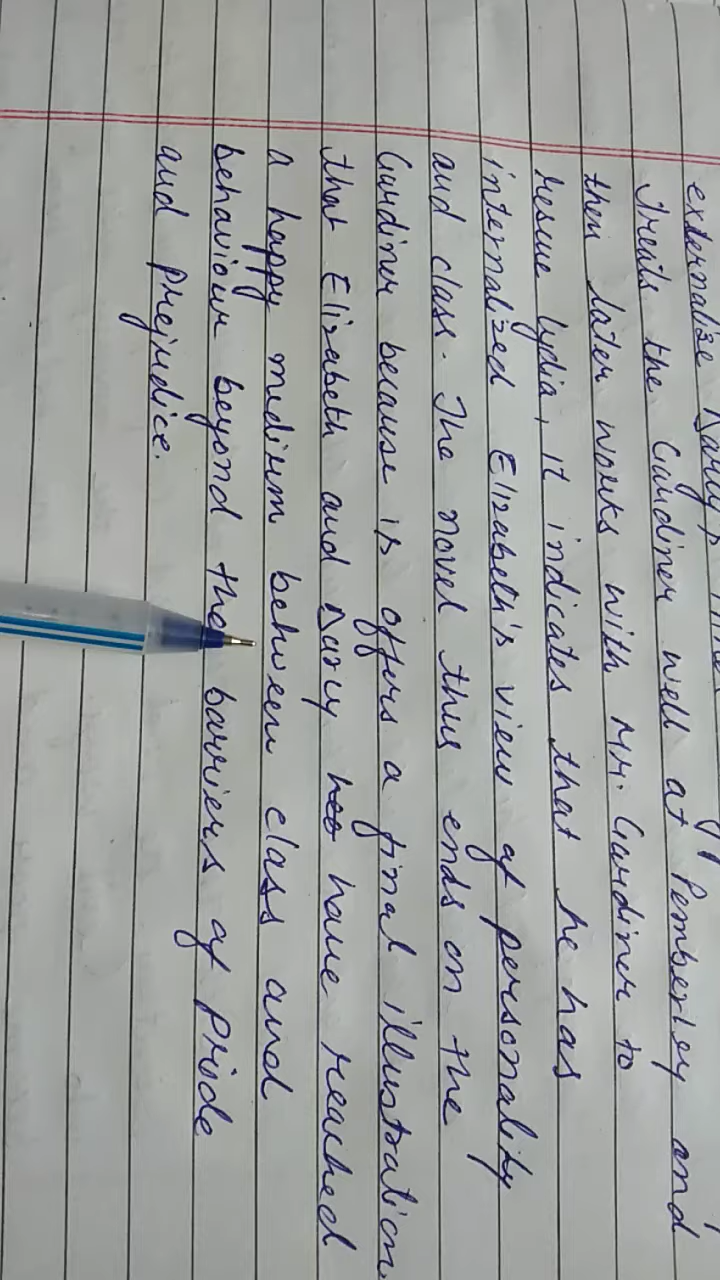 externalize Darcy's
Treats the Gardiner well at Pemberley and
then later works with Mr. Gardiner to
rescue Lydia, it indicates that he has
internalized Elizabeth's view of personality
and class. The novel thus ends on the
Gardiner because is offers a final illustration
that Elizabeth and Darcy have reached
a happy medium between class and
behaviour beyond the barriers of Pride
and Prejudice.